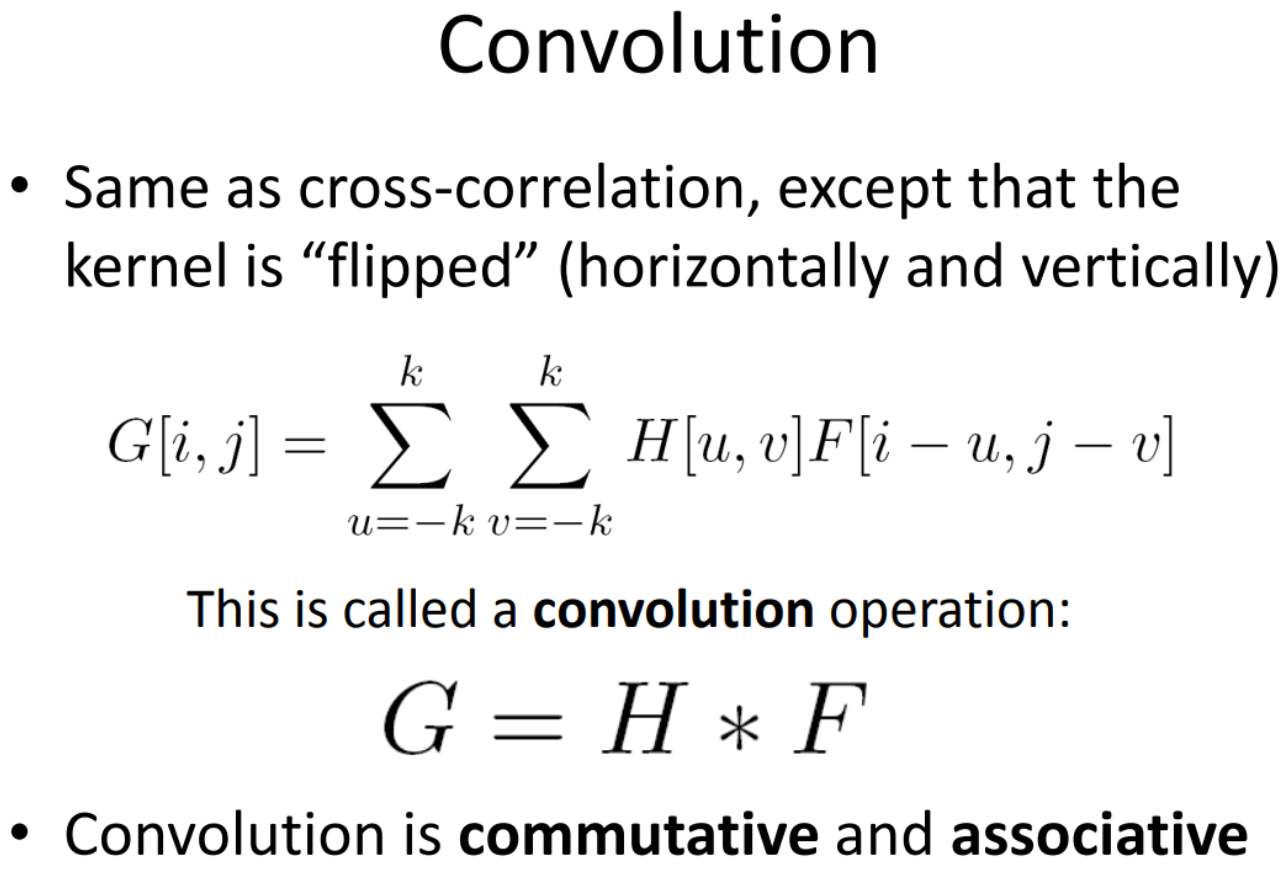 Convolution
• Same as cross-correlation, except that the
kernel is “flipped” (horizontally and vertically)
G[i, j] = \sum_{u=-k}^{k} \sum_{v=-k}^{k} H[u, v]F[i − u, j − v]
This is called a convolution operation:
G = H ∗ F
• Convolution is commutative and associative